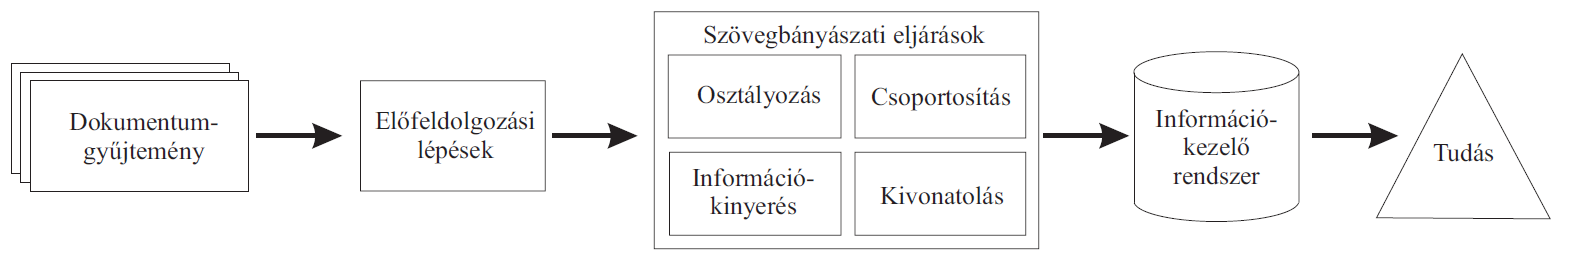 Dokumentum-
gyűjtemény
Előfeldolgozási
lépések
Szövegbányászati eljárások
Osztályozás
Csoportosítás
Információ-
kinyerés
Kivonatolás
Információ-
kezelő
rendszer
Tudás